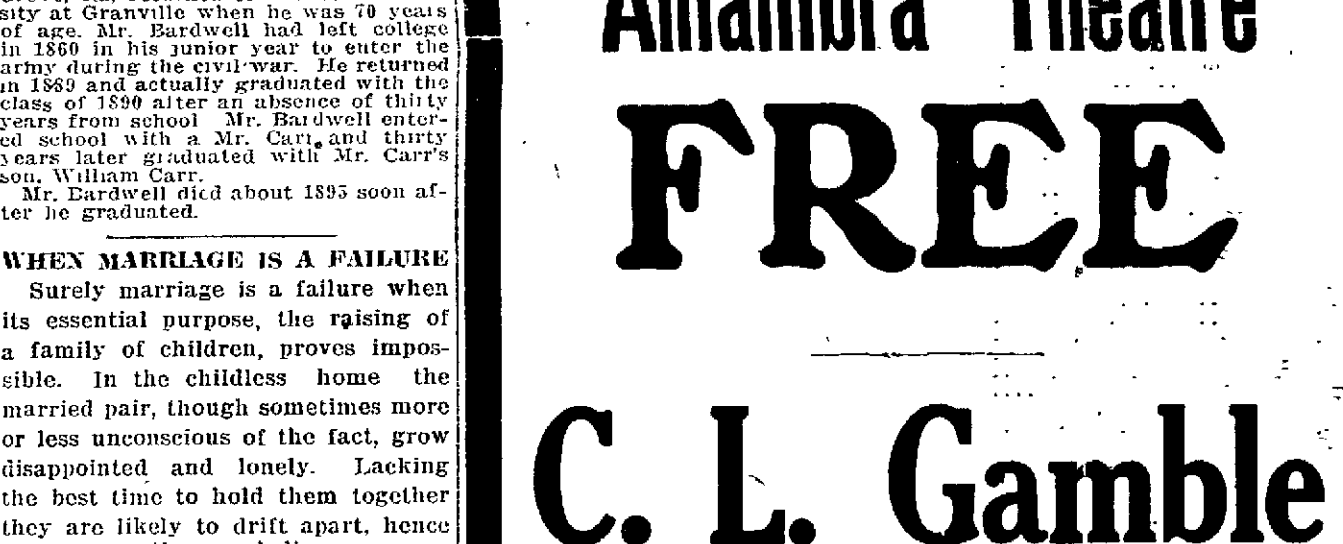 sity at Granville when he was 70 years
of age. Mr. Bardwell had left college
in 1860 in his junior year to enter the
army during the civil war. He returned
in 1889 and actually graduated with the
class of 1890 after an absence of thirty
years from school Mr. Bardwell enter-
ed school with a Mr. Carr, and thirty
years later graduated with Mr. Carr's
son, William Carr.
Mr. Bardwell died about 1895 soon af-
ter he graduated.
WHEN MARRIAGE IS A FAILURE
Surely marriage is a failure when
its essential purpose, the raising of
a family of children, proves impos-
sible. In the childless home the
married pair, though sometimes more
or less unconscious of the fact, grow
disappointed and lonely. Lacking
the best time to hold them together
they are likely to drift apart, hence
Alhambra Theatre
FREE
C. L. Gamble